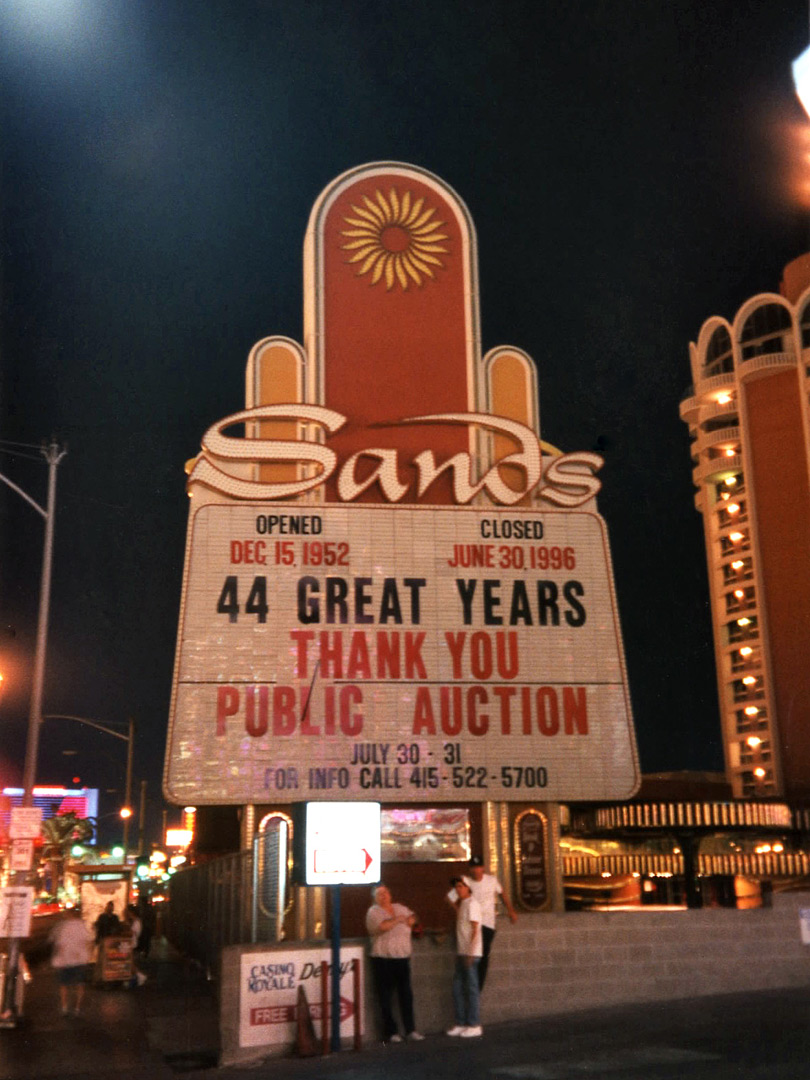 Sands
OPENED CLOSED
DEC. 15, 1952 JUNE 30, 1996
44 GREAT YEARS
THANK YOU
PUBLIC AUCTION
JULY 30 - 31
FOR INFO CALL 415-522-5700
CASINO Denny's
ROYALE
FREE